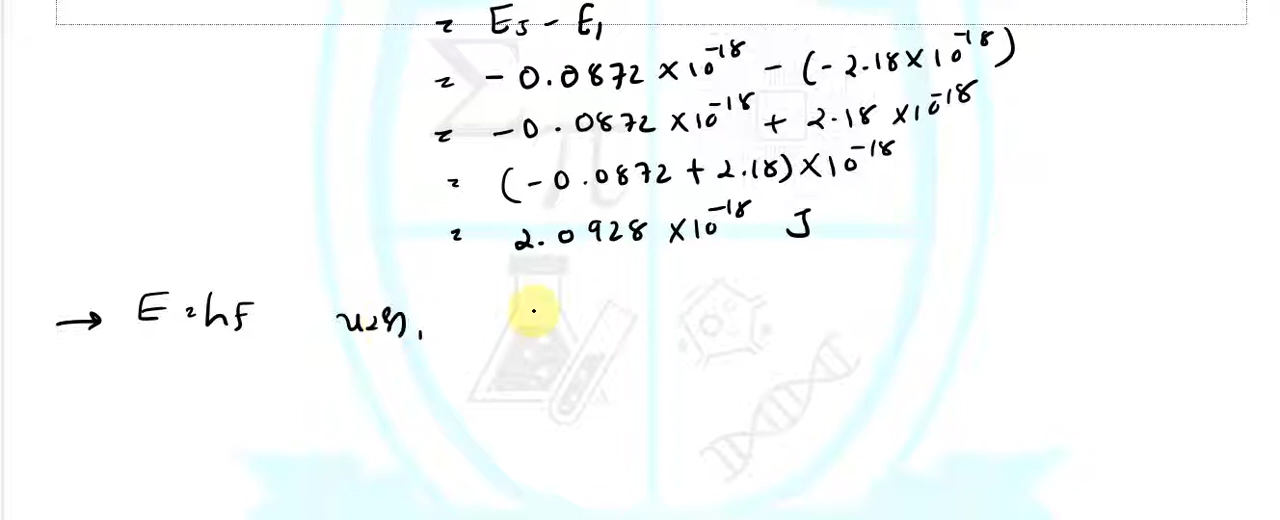 = E5 - E1
= - 0.0872 × 10^-18 - (- 2.18 × 10^-18)
= - 0.0872 × 10^-18 + 2.18 × 10^-18
= (- 0.0872 + 2.18) × 10^-18
= 2.0928 × 10^-18 J
→ E = hf